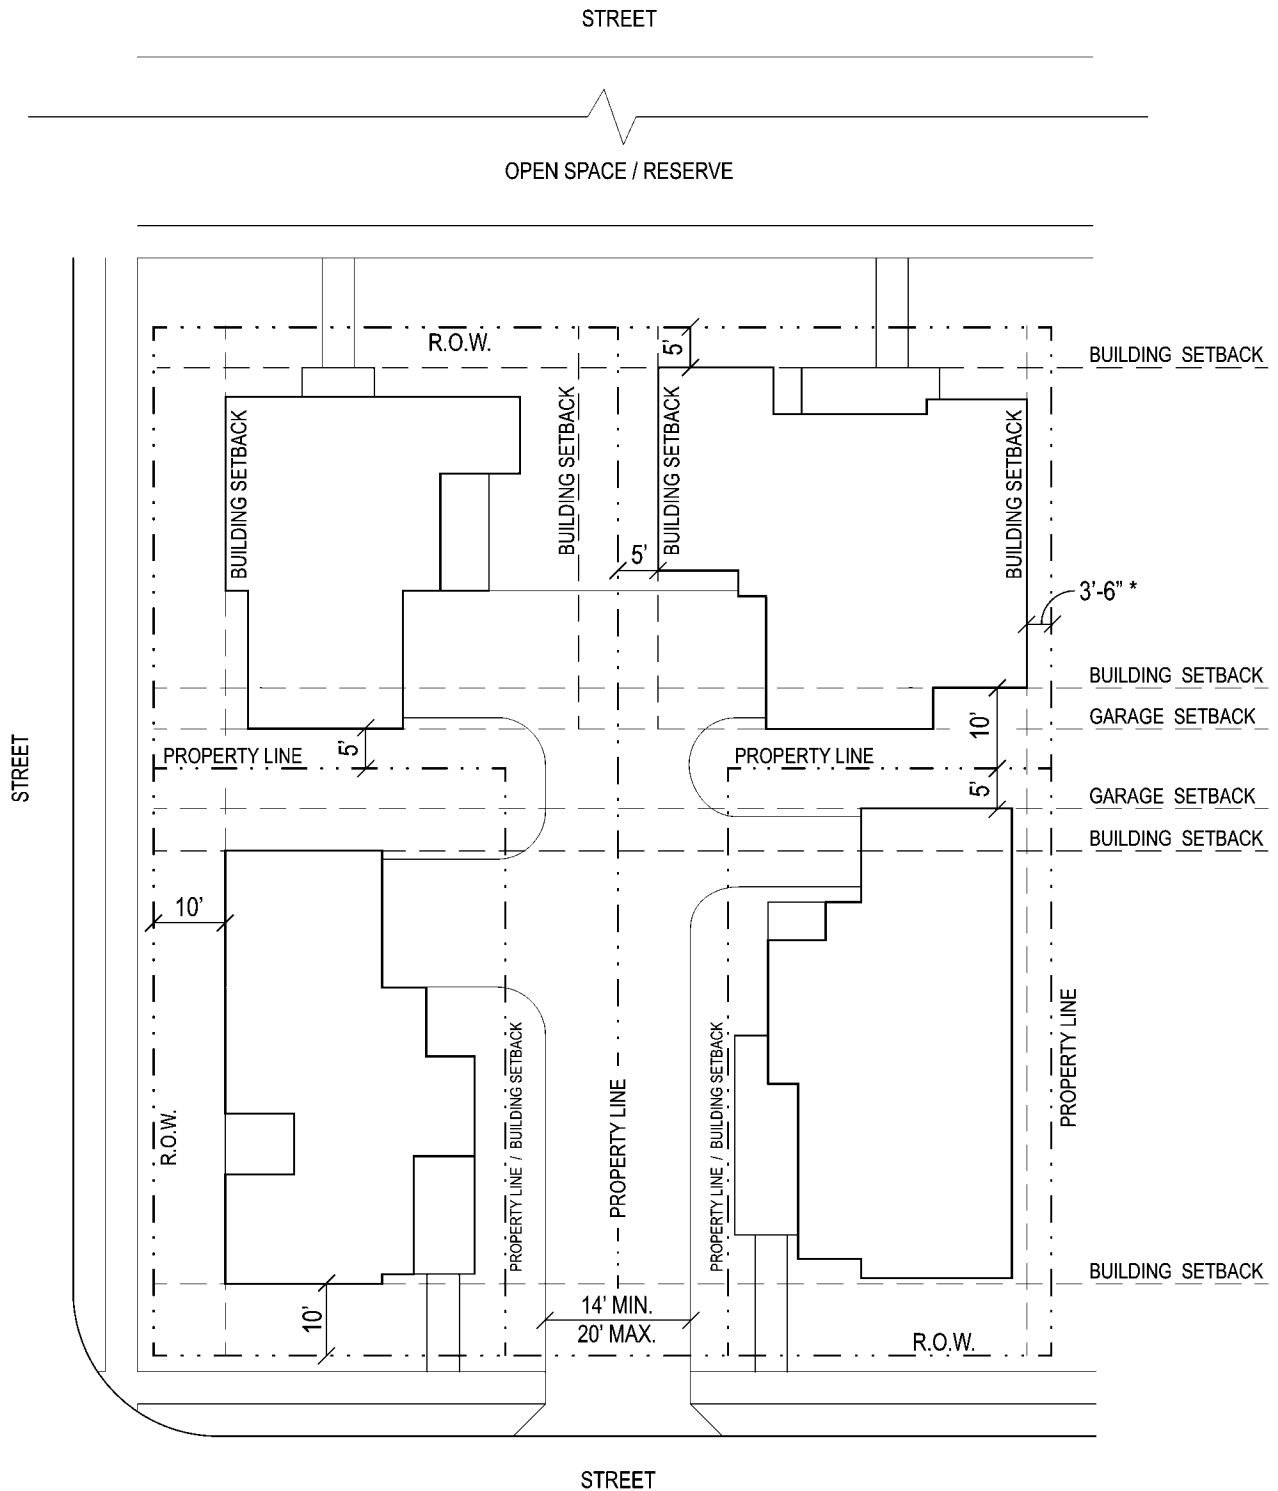 STREET
OPEN SPACE / RESERVE
R.O.W.
5'
BUILDING SETBACK
BUILDING SETBACK
BUILDING SETBACK
BUILDING SETBACK
BUILDING SETBACK
5'
3'-6” *
BUILDING SETBACK
GARAGE SETBACK
10'
5'
PROPERTY LINE
PROPERTY LINE
STREET
5'
GARAGE SETBACK
BUILDING SETBACK
10'
PROPERTY LINE / BUILDING SETBACK
PROPERTY LINE
PROPERTY LINE / BUILDING SETBACK
PROPERTY LINE
R.O.W.
BUILDING SETBACK
10'
14' MIN.
20' MAX.
R.O.W.
STREET